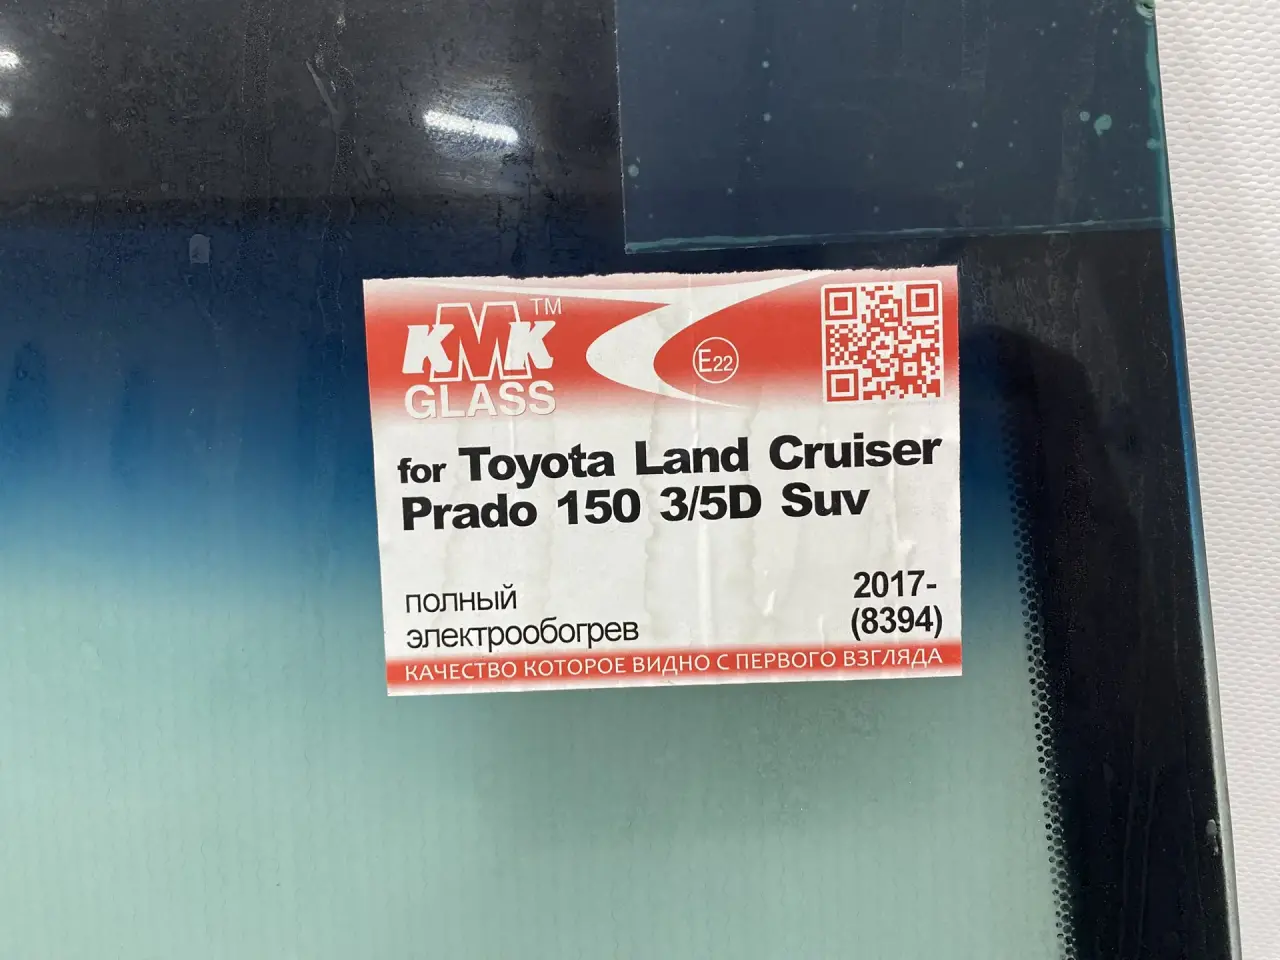 KMK™
GLASS
E22
for Toyota Land Cruiser
Prado 150 3/5D Suv
полный
электрообогрев
2017-
(8394)
КАЧЕСТВО КОТОРОЕ ВИДНО С ПЕРВОГО ВЗГЛЯДА